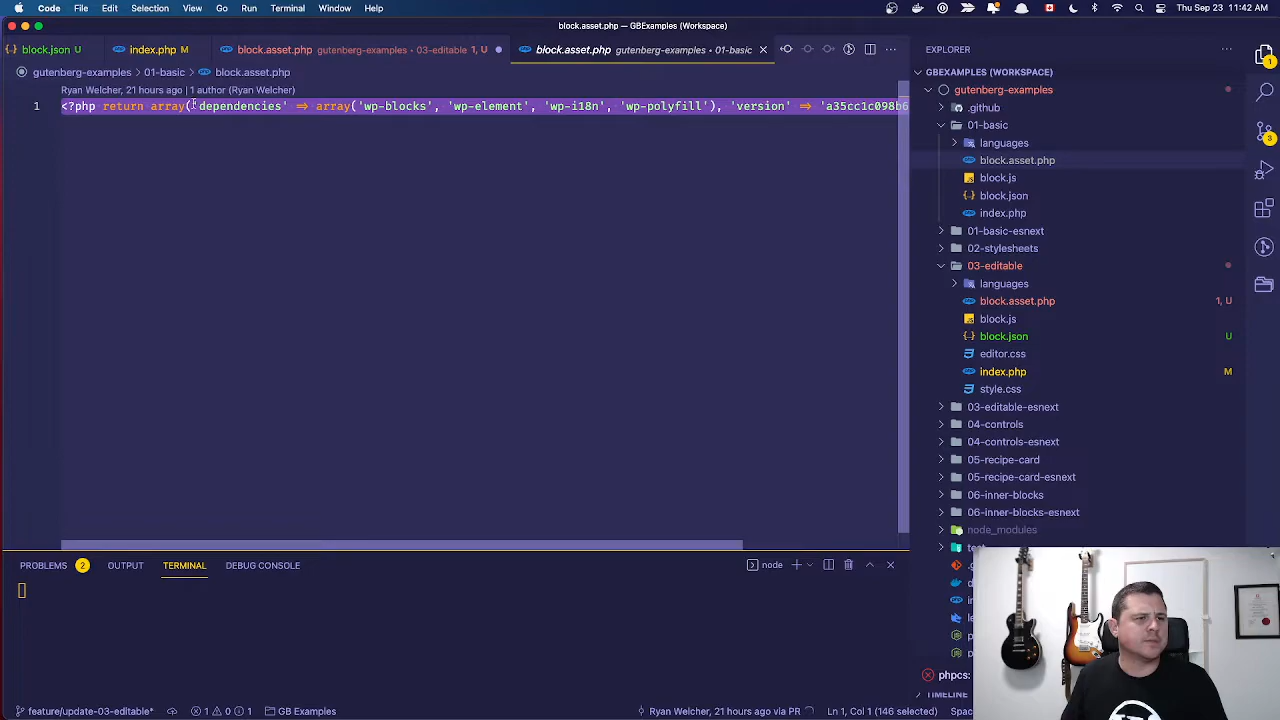 Code File Edit Selection View Go Run Terminal Window Help Thu Sep 23 11:42 AM
block.asset.php — GBExamples (Workspace)
block.json U index.php M block.asset.php gutenberg-examples • 03-editable 1, U block.asset.php gutenberg-examples • 01-basic
gutenberg-examples > 01-basic > block.asset.php
Ryan Welcher, 21 hours ago | 1 author (Ryan Welcher)
1 <?php return array('dependencies' => array('wp-blocks', 'wp-element', 'wp-i18n', 'wp-polyfill'), 'version' => 'a35cc1c098b6
EXPLORER
GBEXAMPLES (WORKSPACE)
gutenberg-examples
.github
01-basic
languages
block.asset.php
block.js
block.json
index.php
01-basic-esnext
02-stylesheets
03-editable
languages
block.asset.php 1, U
block.js
block.json U
editor.css
index.php M
style.css
03-editable-esnext
04-controls
04-controls-esnext
05-recipe-card
05-recipe-card-esnext
06-inner-blocks
06-inner-blocks-esnext
node_modules
phpcs:
TIMELINE
1
3
PROBLEMS 2 OUTPUT TERMINAL DEBUG CONSOLE node
feature/update-03-editable* 1 0 1 GB Examples Ryan Welcher, 21 hours ago via PR Ln 1, Col 1 (146 selected)